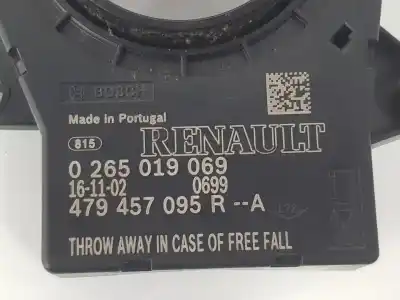 BOSCH
Made in Portugal
815
RENAULT
0 265 019 069
16-11-02 0699
479 457 095 R --A
THROW AWAY IN CASE OF FREE FALL